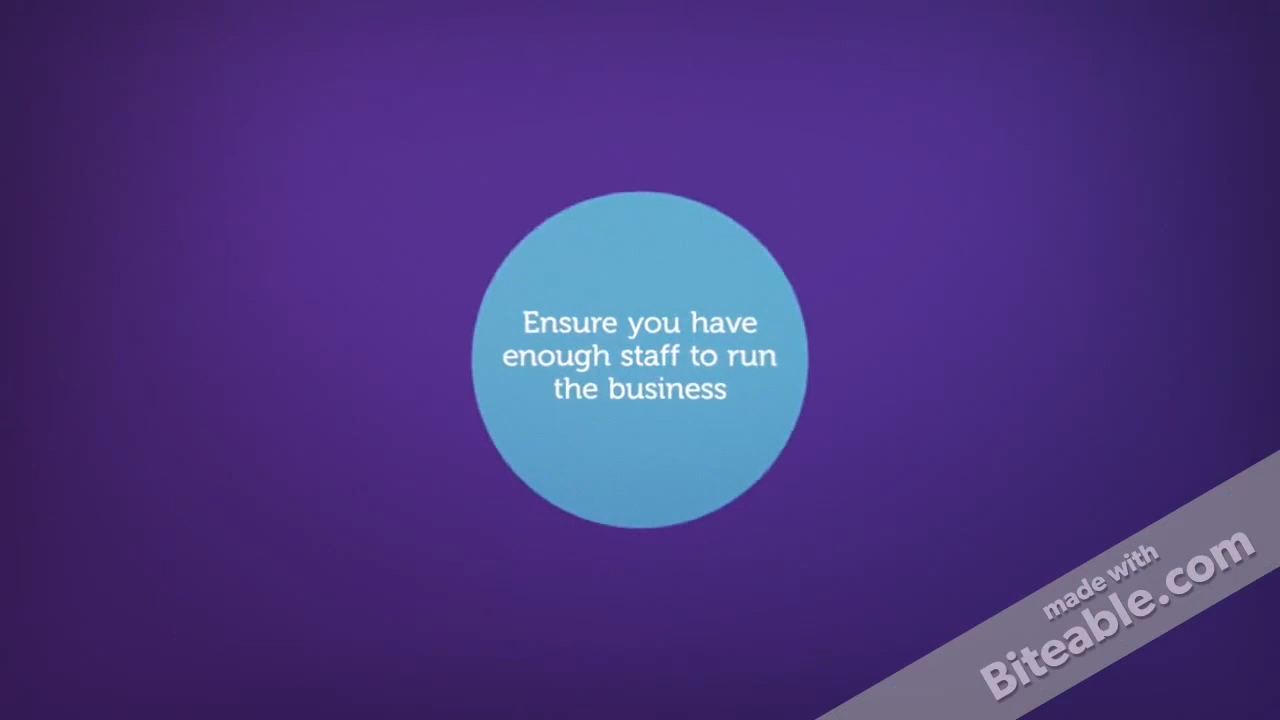 Ensure you have
enough staff to run
the business
made with
Biteable.com